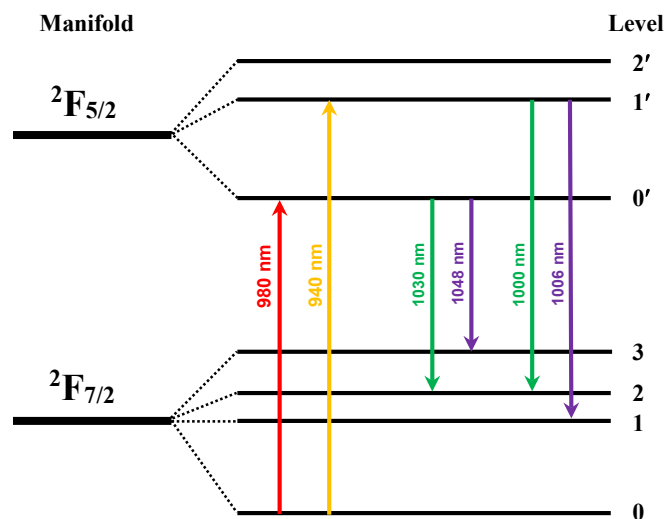 Manifold
Level
2′
²F5/2
1′
0′
980 nm
940 nm
1030 nm
1048 nm
1000 nm
1006 nm
3
²F7/2
2
1
0